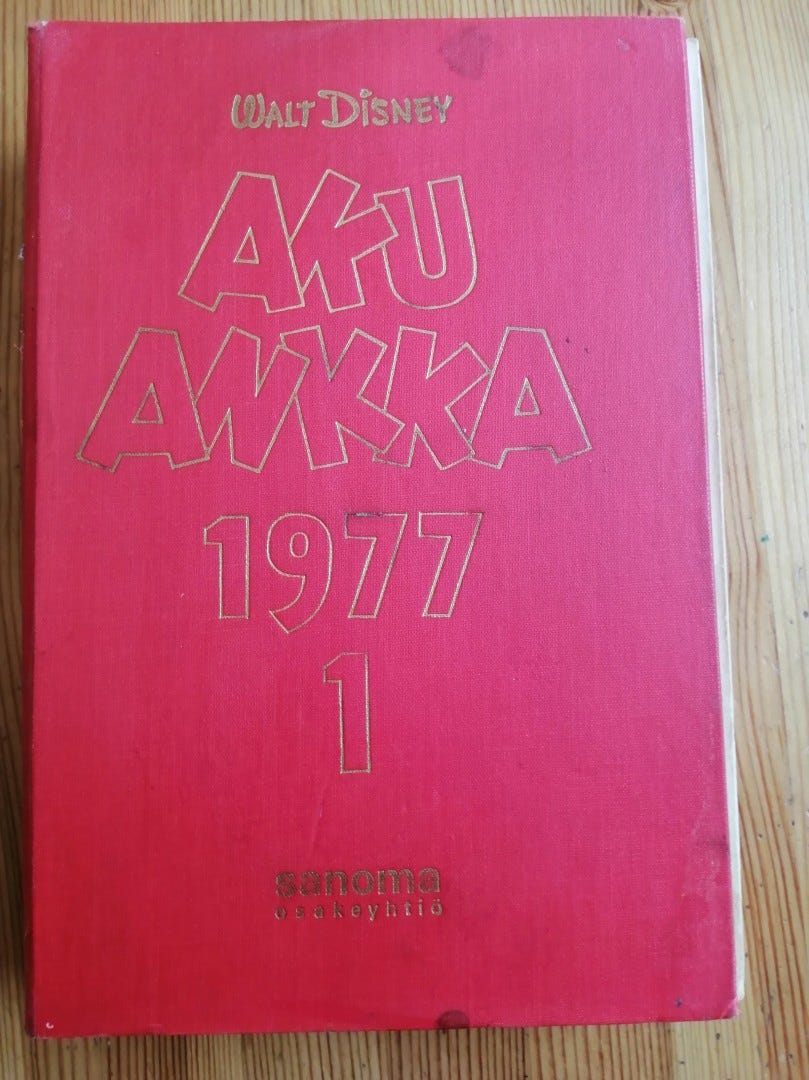 WALT DISNEY
AKU
ANKKA
1977
1
sanoma
osakeyhtiö